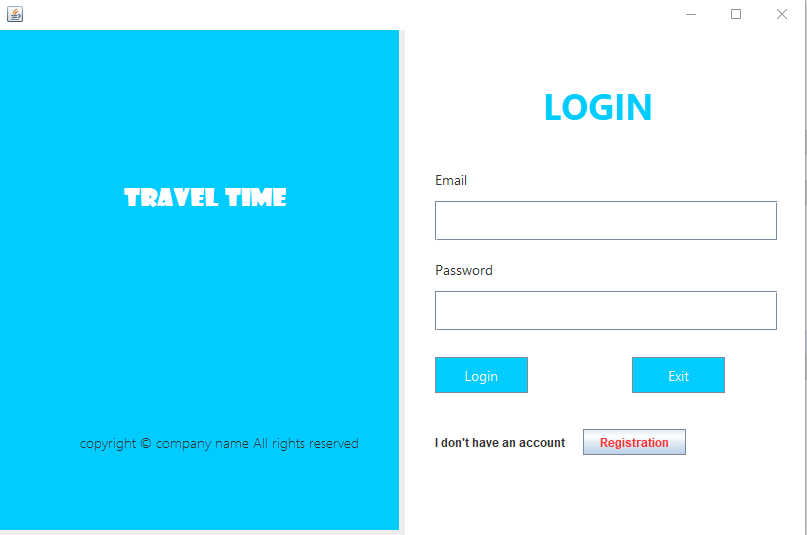 TRAVEL TIME
copyright © company name All rights reserved
LOGIN
Email
Password
Login
Exit
I don't have an account
Registration